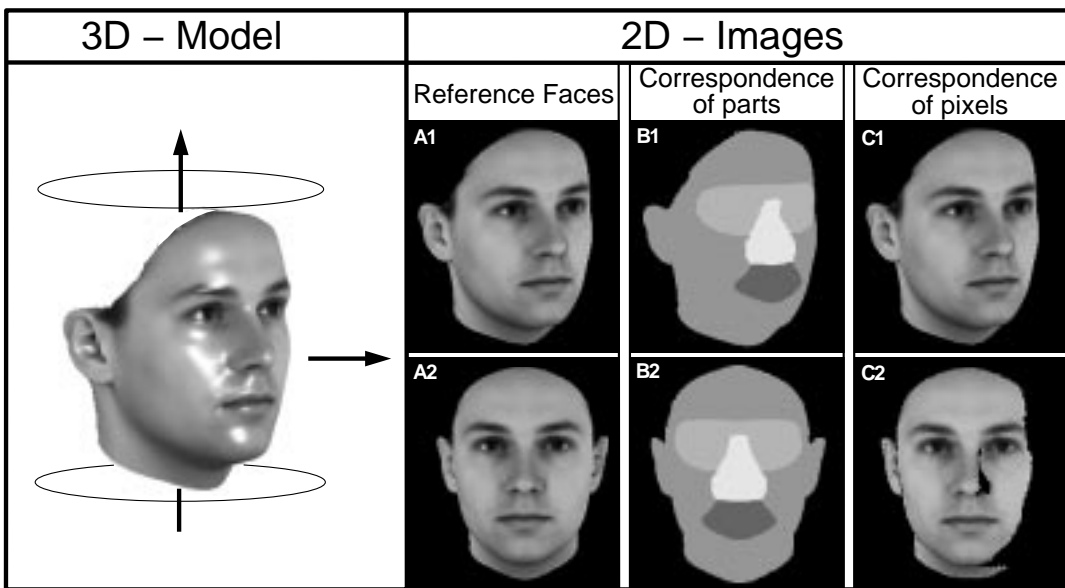 3D – Model
2D – Images
Reference Faces
Correspondence
of parts
Correspondence
of pixels
A1
B1
C1
A2
B2
C2